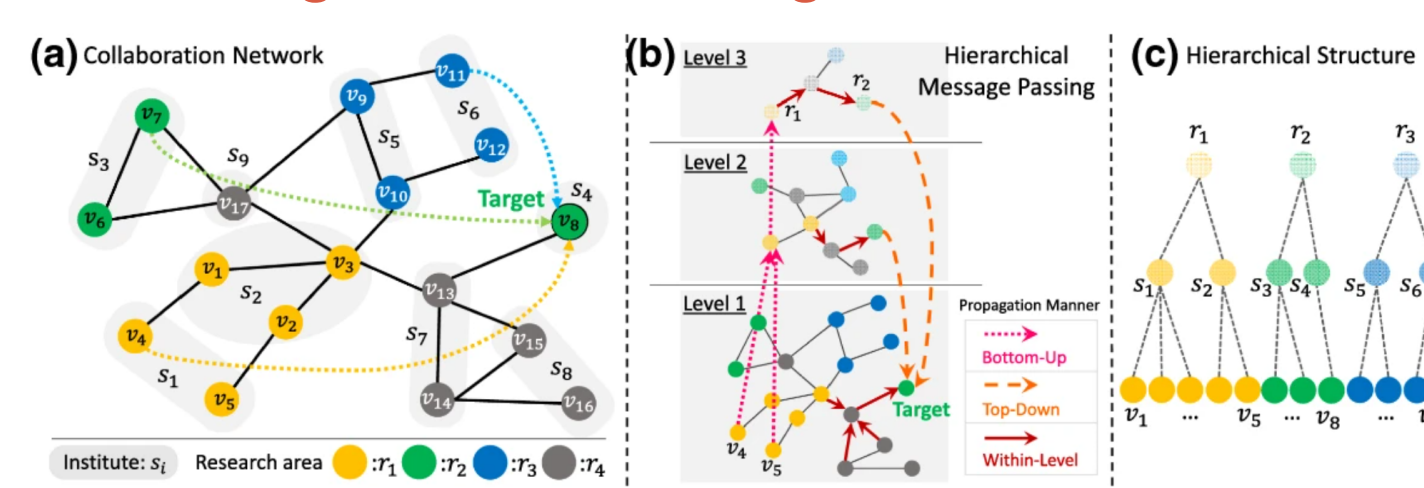 (a) Collaboration Network
v11
v9
s6
v7
s5
v12
s3
s9
v10
Target
s4
v17
v6
v8
v1
v3
s2
v13
v2
v4
s7
v15
s1
s8
v5
v14
v16
Institute: si
Research area :r1 :r2 :r3 :r4
(b) Level 3
Hierarchical
Message Passing
r2
r1
Level 2
Level 1
Target
v4
v5
Propagation Manner
Bottom-Up
Top-Down
Within-Level
(c) Hierarchical Structure
r1 r2 r3
s1 s2 s3 s4 s5 s6
v1 ... v5 ... v8 ...